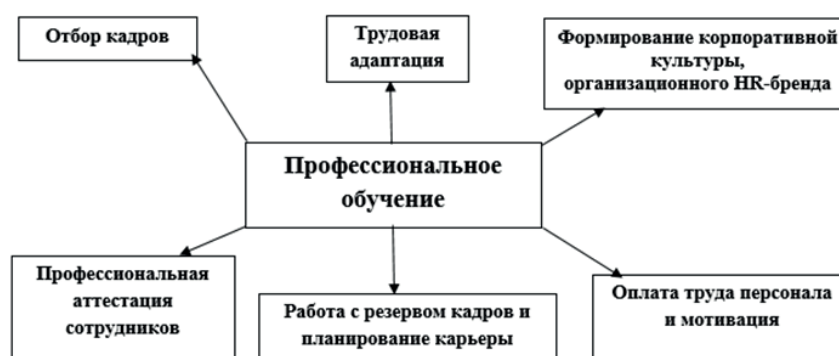 Отбор кадров
Трудовая
адаптация
Формирование корпоративной
культуры,
организационного HR-бренда
Профессиональное
обучение
Профессиональная
аттестация
сотрудников
Работа с резервом кадров и
планирование карьеры
Оплата труда персонала
и мотивация